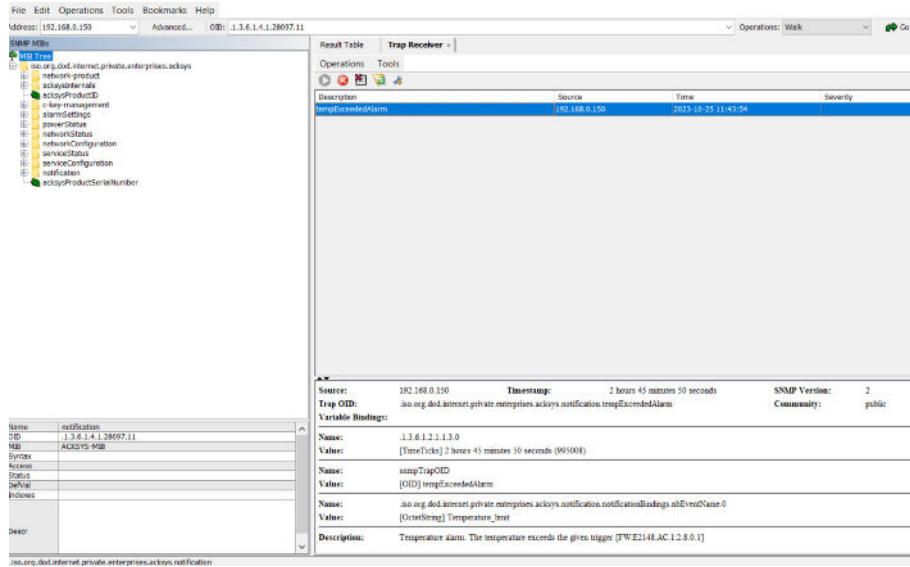 File Edit Operations Tools Bookmarks Help
Address: 192.168.0.150 Advanced... OID: .1.3.6.1.4.1.28097.11 Operations: Walk Go
SNMP MIBs
MIB Tree
iso.org.dod.internet.private.enterprises.acksys
network-product
acksysInternals
acksysProductID
c-key-management
alarmSettings
powerStatus
networkStatus
networkConfiguration
serviceStatus
serviceConfiguration
notification
acksysProductSerialNumber
Name notification
OID .1.3.6.1.4.1.28097.11
MIB ACKSYS-MIB
Syntax
Access
Status
DefVal
Indexes
Descr
Result Table Trap Receiver
Operations Tools
Description Source Time Severity
tempExceededAlarm 192.168.0.150 2023-10-25 11:43:54
Source: 192.168.0.150 Timestamp: 2 hours 45 minutes 50 seconds SNMP Version: 2
Trap OID: .iso.org.dod.internet.private.enterprises.acksys.notification.tempExceededAlarm Community: public
Variable Bindings:
Name: .1.3.6.1.2.1.1.3.0
Value: [TimeTicks] 2 hours 45 minutes 50 seconds (995008)
Name: snmpTrapOID
Value: [OID] tempExceededAlarm
Name: .iso.org.dod.internet.private.enterprises.acksys.notification.notificationBindings.nbEventName.0
Value: [OctetString] Temperature_limit
Description: Temperature alarm. The temperature exceeds the given trigger [FW.E2148.AC.1:2.8.0.1]
.iso.org.dod.internet.private.enterprises.acksys.notification